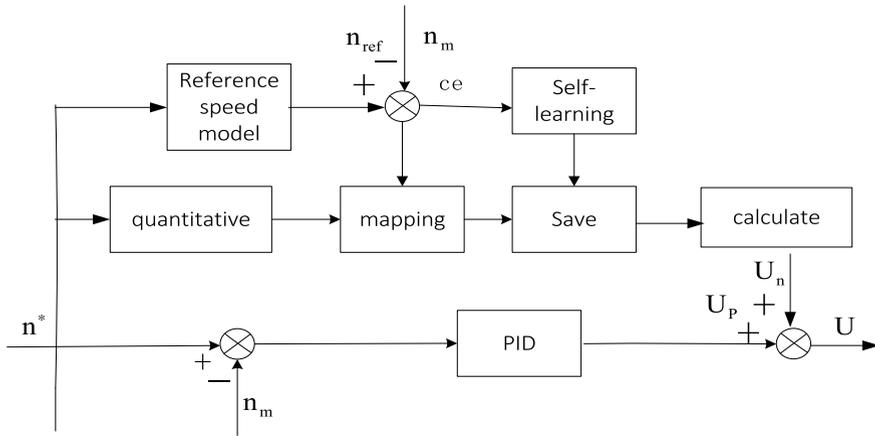 n_ref − n_m
Reference
speed
model
+
ce
Self-
learning
quantitative
mapping
Save
calculate
U_n
n*
U_P +
+
U
PID
+
−
n_m